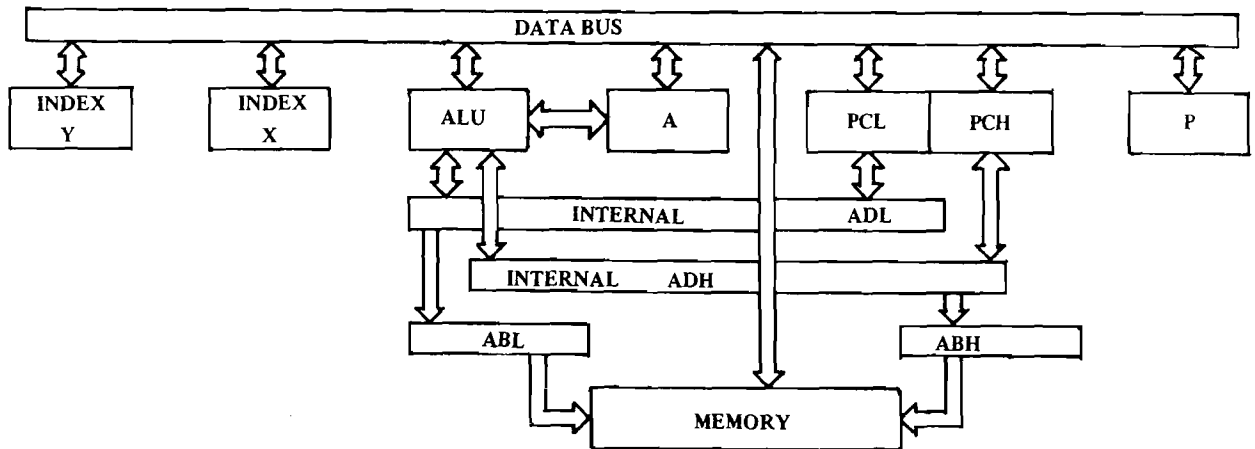 DATA BUS
INDEX
Y
INDEX
X
ALU
A
PCL
PCH
P
INTERNAL ADL
INTERNAL ADH
ABL
ABH
MEMORY